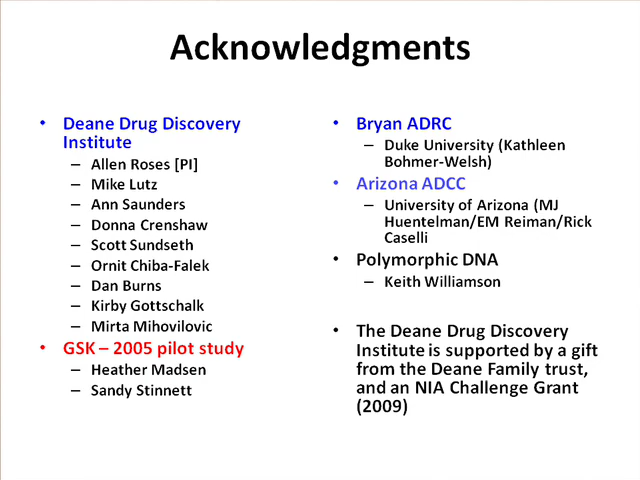 Acknowledgments
• Deane Drug Discovery
Institute
– Allen Roses [PI]
– Mike Lutz
– Ann Saunders
– Donna Crenshaw
– Scott Sundseth
– Ornit Chiba-Falek
– Dan Burns
– Kirby Gottschalk
– Mirta Mihovilovic
• GSK – 2005 pilot study
– Heather Madsen
– Sandy Stinnett
• Bryan ADRC
– Duke University (Kathleen
Bohmer-Welsh)
• Arizona ADCC
– University of Arizona (MJ
Huentelman/EM Reiman/Rick
Caselli
• Polymorphic DNA
– Keith Williamson
• The Deane Drug Discovery
Institute is supported by a gift
from the Deane Family trust,
and an NIA Challenge Grant
(2009)